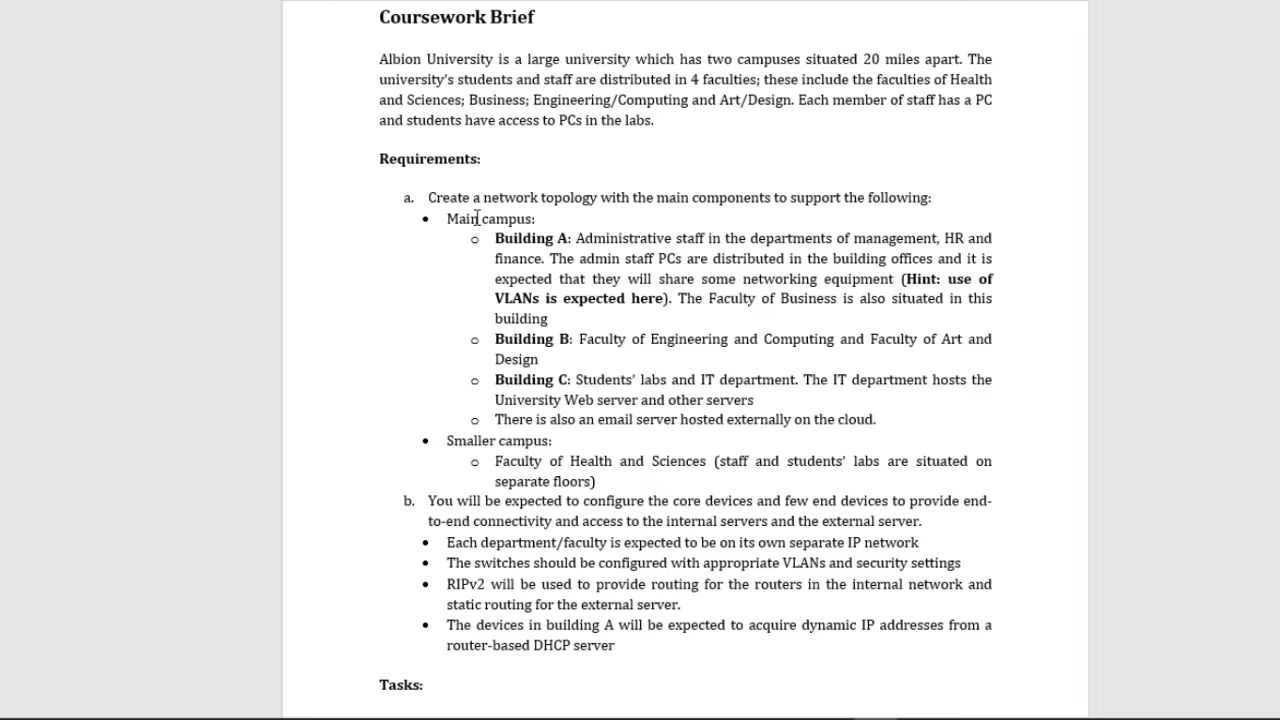 Coursework Brief
Albion University is a large university which has two campuses situated 20 miles apart. The
university's students and staff are distributed in 4 faculties; these include the faculties of Health
and Sciences; Business; Engineering/Computing and Art/Design. Each member of staff has a PC
and students have access to PCs in the labs.
Requirements:
a. Create a network topology with the main components to support the following:
• Main campus:
o Building A: Administrative staff in the departments of management, HR and
finance. The admin staff PCs are distributed in the building offices and it is
expected that they will share some networking equipment (Hint: use of
VLANs is expected here). The Faculty of Business is also situated in this
building
o Building B: Faculty of Engineering and Computing and Faculty of Art and
Design
o Building C: Students' labs and IT department. The IT department hosts the
University Web server and other servers
o There is also an email server hosted externally on the cloud.
• Smaller campus:
o Faculty of Health and Sciences (staff and students' labs are situated on
separate floors)
b. You will be expected to configure the core devices and few end devices to provide end-
to-end connectivity and access to the internal servers and the external server.
• Each department/faculty is expected to be on its own separate IP network
• The switches should be configured with appropriate VLANs and security settings
• RIPv2 will be used to provide routing for the routers in the internal network and
static routing for the external server.
• The devices in building A will be expected to acquire dynamic IP addresses from a
router-based DHCP server
Tasks: